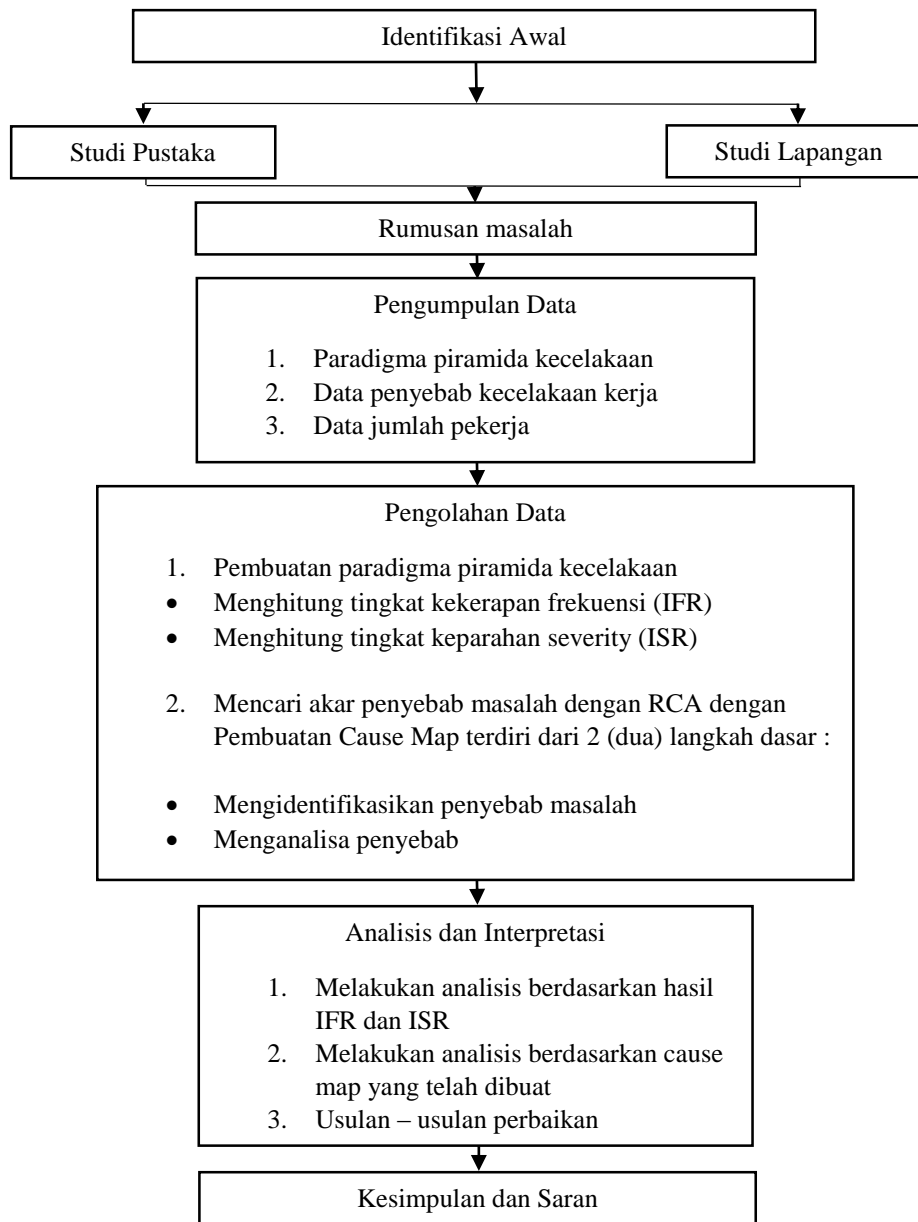 Identifikasi Awal
Studi Pustaka
Studi Lapangan
Rumusan masalah
Pengumpulan Data
1. Paradigma piramida kecelakaan
2. Data penyebab kecelakaan kerja
3. Data jumlah pekerja
Pengolahan Data
1. Pembuatan paradigma piramida kecelakaan
• Menghitung tingkat kekerapan frekuensi (IFR)
• Menghitung tingkat keparahan severity (ISR)
2. Mencari akar penyebab masalah dengan RCA dengan
Pembuatan Cause Map terdiri dari 2 (dua) langkah dasar :
• Mengidentifikasikan penyebab masalah
• Menganalisa penyebab
Analisis dan Interpretasi
1. Melakukan analisis berdasarkan hasil
IFR dan ISR
2. Melakukan analisis berdasarkan cause
map yang telah dibuat
3. Usulan – usulan perbaikan
Kesimpulan dan Saran